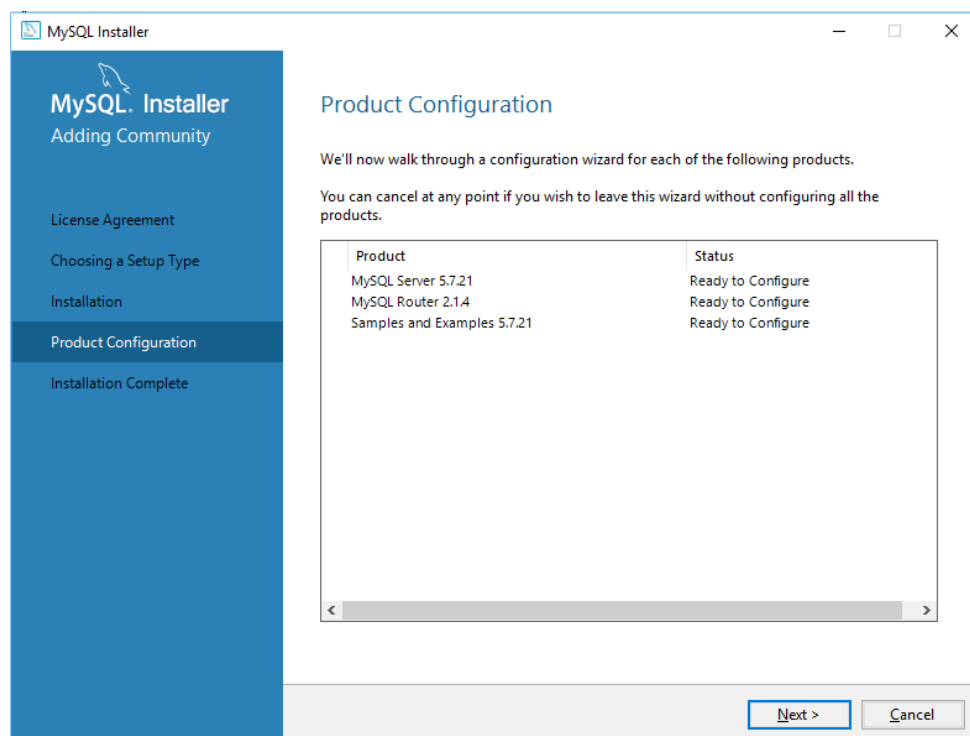 MySQL Installer
MySQL. Installer
Adding Community
License Agreement
Choosing a Setup Type
Installation
Product Configuration
Installation Complete
Product Configuration
We'll now walk through a configuration wizard for each of the following products.
You can cancel at any point if you wish to leave this wizard without configuring all the
products.
Product Status
MySQL Server 5.7.21 Ready to Configure
MySQL Router 2.1.4 Ready to Configure
Samples and Examples 5.7.21 Ready to Configure
Next > Cancel